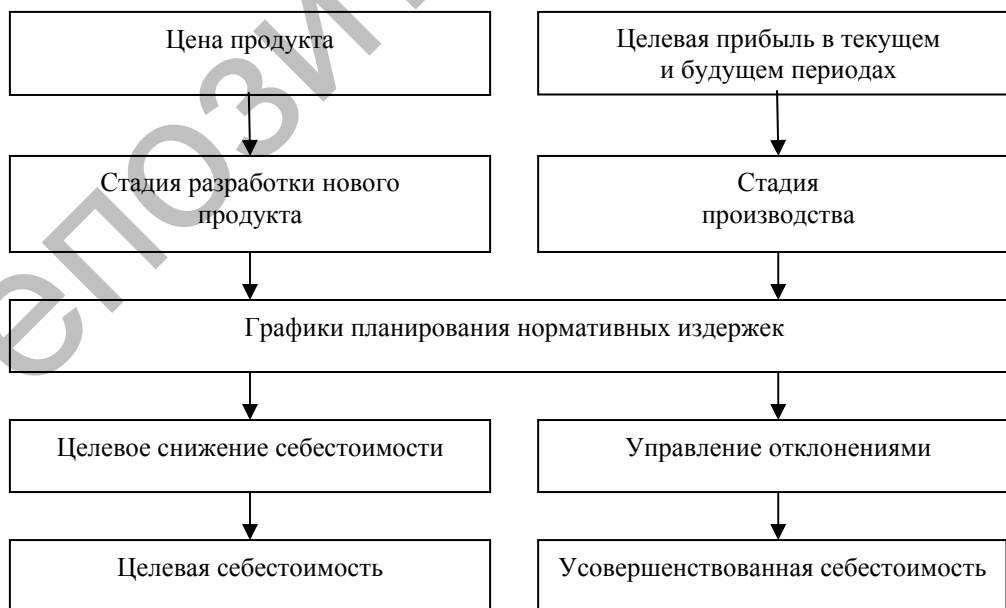 Цена продукта
Целевая прибыль в текущем
и будущем периодах
Стадия разработки нового
продукта
Стадия
производства
Графики планирования нормативных издержек
Целевое снижение себестоимости
Управление отклонениями
Целевая себестоимость
Усовершенствованная себестоимость